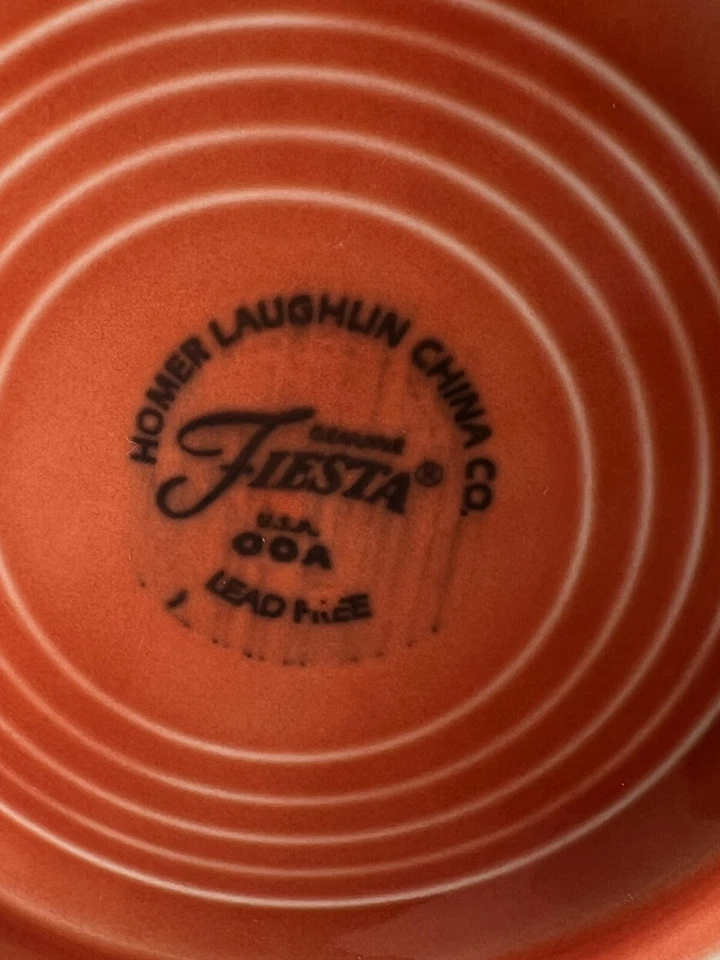 HOMER LAUGHLIN CHINA CO.
GENUINE
FIESTA®
U.S.A.
OOA
LEAD FREE